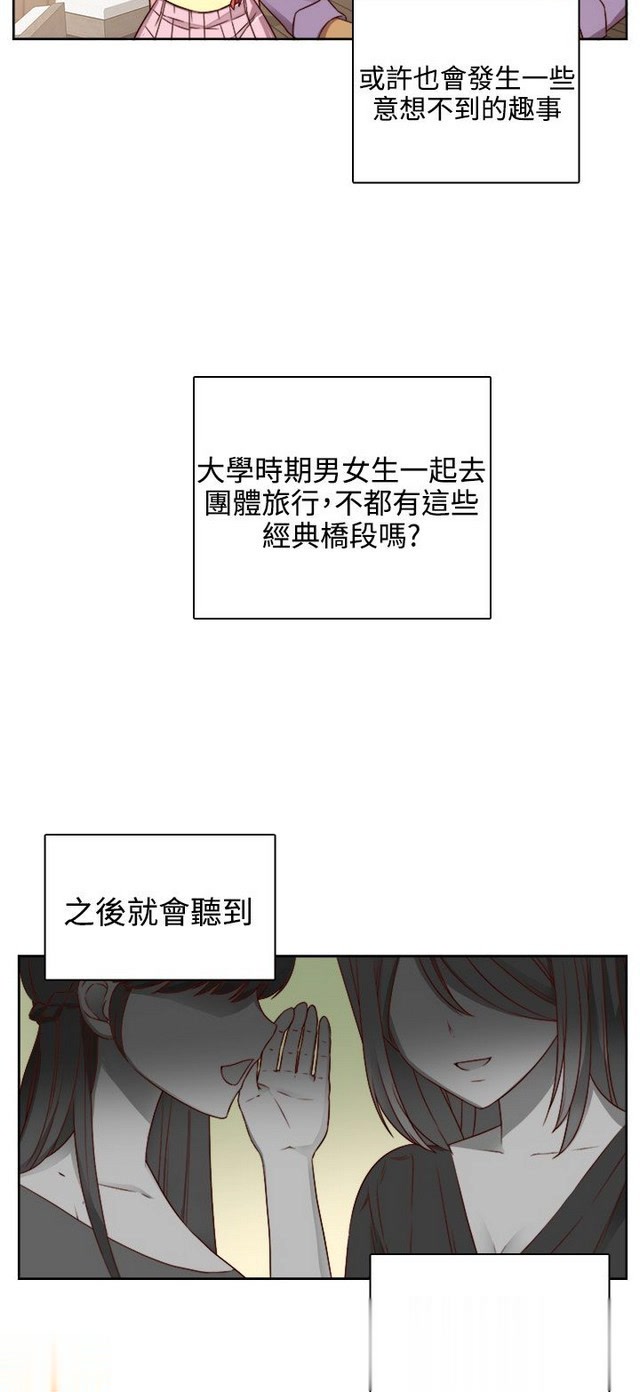 或許也會發生一些
意想不到的趣事
大學時期男女生一起去
團體旅行，不都有這些
經典橋段嗎？
之後就會聽到